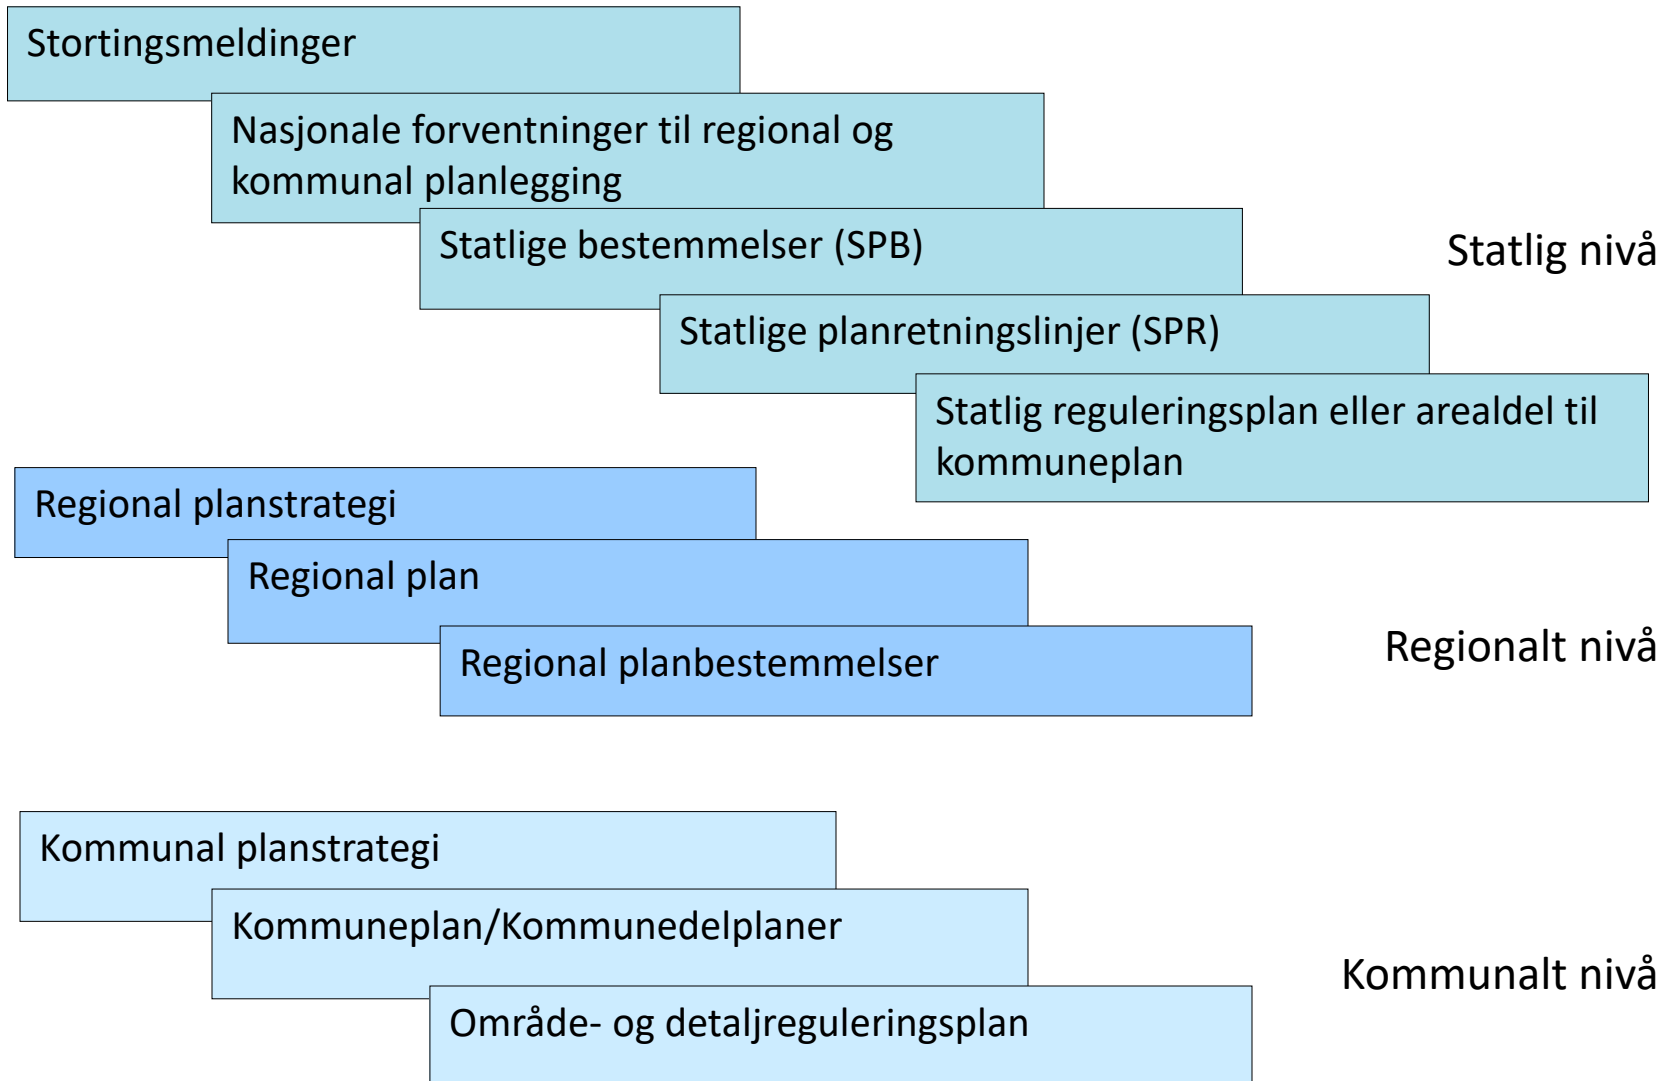 Stortingsmeldinger
Nasjonale forventninger til regional og
kommunal planlegging
Statlige bestemmelser (SPB)
Statlig nivå
Statlige planretningslinjer (SPR)
Statlig reguleringsplan eller arealdel til
kommuneplan
Regional planstrategi
Regional plan
Regional planbestemmelser
Regionalt nivå
Kommunal planstrategi
Kommuneplan/Kommunedelplaner
Kommunalt nivå
Område- og detaljreguleringsplan